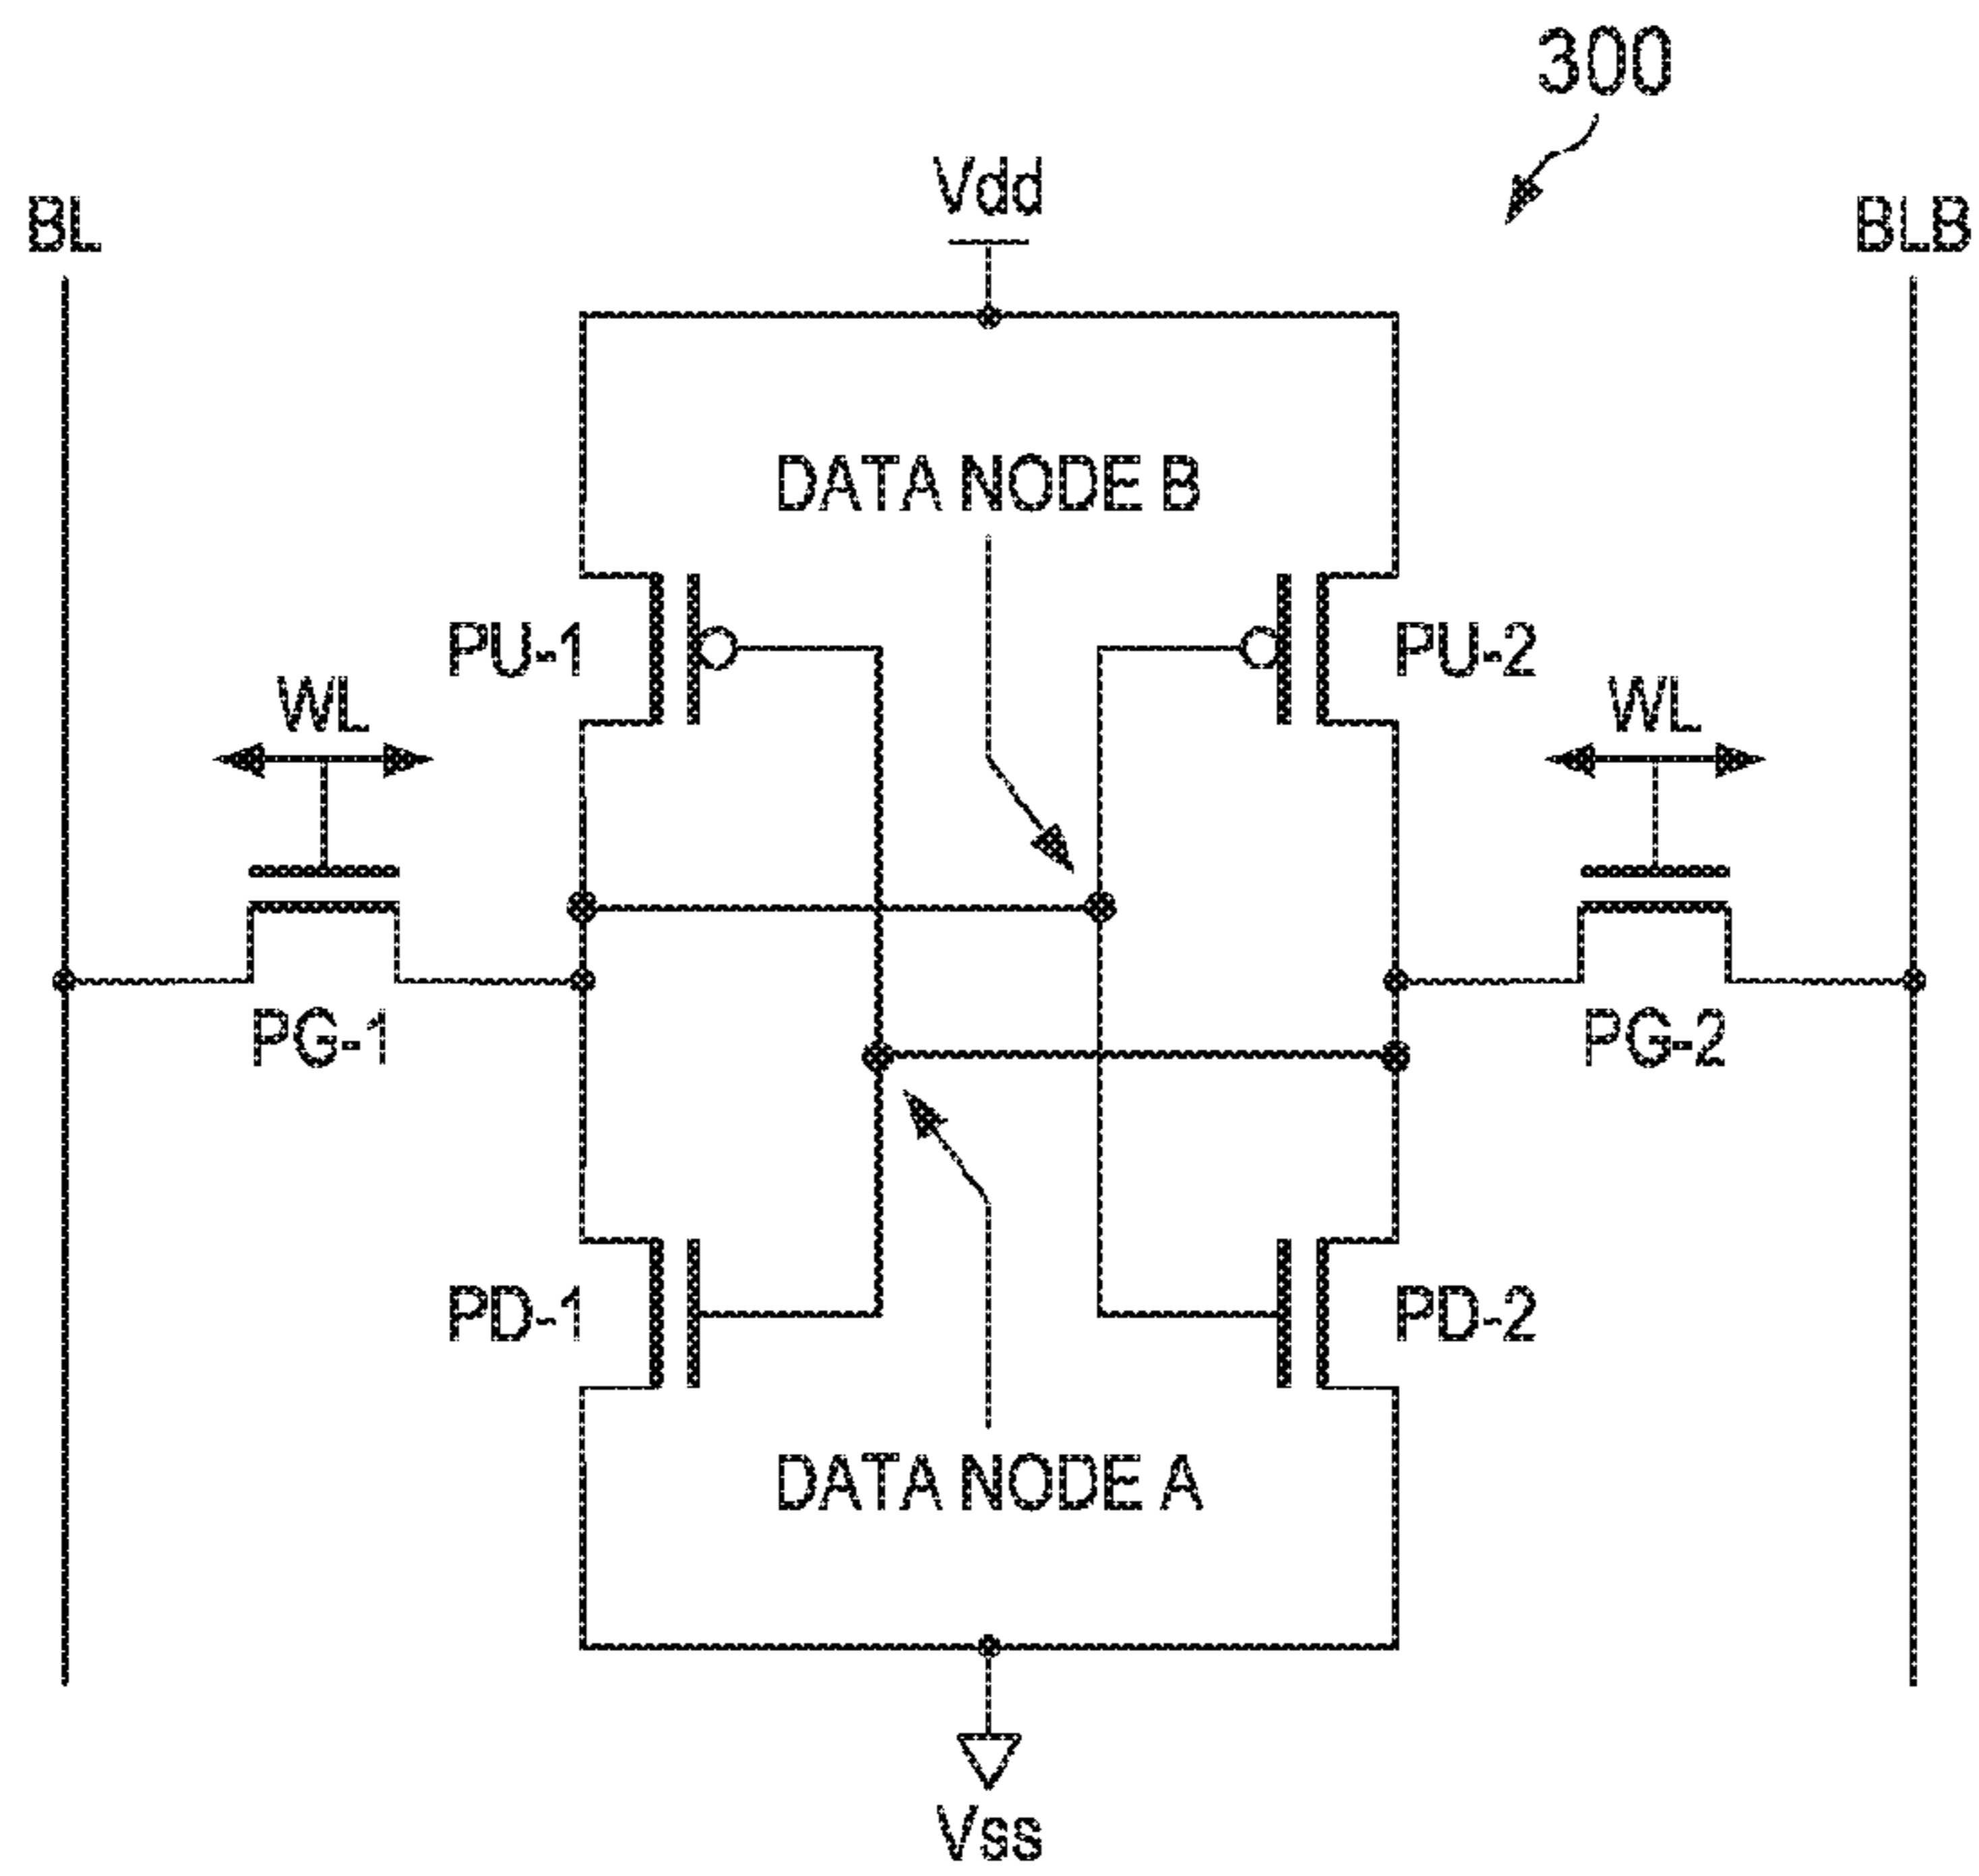 300
Vdd
BL
BLB
DATA NODE B
PU-1
PU-2
WL
WL
PG-1
PG-2
PD-1
PD-2
DATA NODE A
Vss